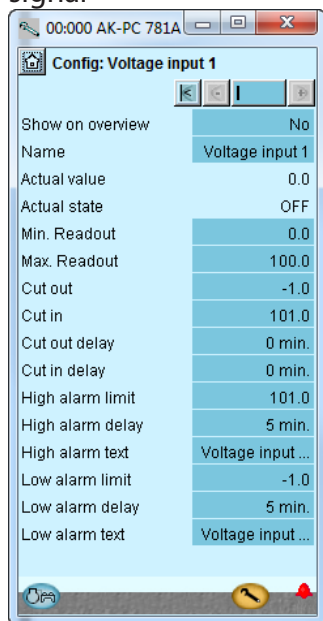 signal
00:000 AK-PC 781A
Config: Voltage input 1
Show on overview No
Name Voltage input 1
Actual value 0.0
Actual state OFF
Min. Readout 0.0
Max. Readout 100.0
Cut out -1.0
Cut in 101.0
Cut out delay 0 min.
Cut in delay 0 min.
High alarm limit 101.0
High alarm delay 5 min.
High alarm text Voltage input ...
Low alarm limit -1.0
Low alarm delay 5 min.
Low alarm text Voltage input ...